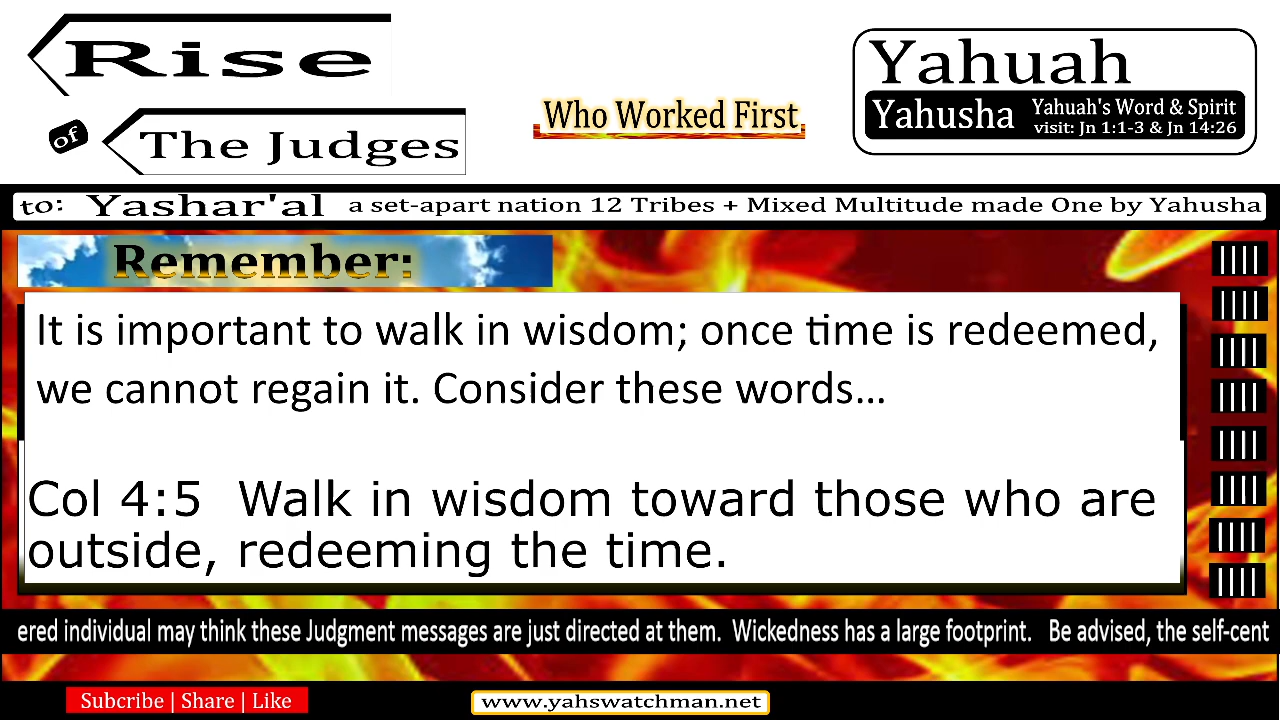 Rise
of The Judges
Who Worked First
Yahuah
Yahusha Yahuah's Word & Spirit
visit: Jn 1:1-3 & Jn 14:26
to: Yashar'al a set-apart nation 12 Tribes + Mixed Multitude made One by Yahusha
Remember:
It is important to walk in wisdom; once time is redeemed,
we cannot regain it. Consider these words...
Col 4:5 Walk in wisdom toward those who are
outside, redeeming the time.
ered individual may think these Judgment messages are just directed at them. Wickedness has a large footprint. Be advised, the self-cent
Subcribe | Share | Like
www.yahswatchman.net